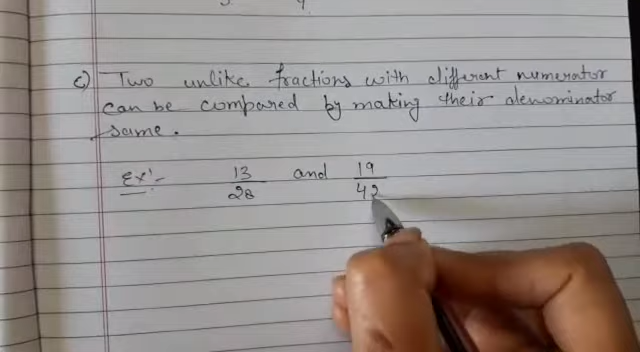 c) Two unlike fractions with different numerator
can be compared by making their denominator
same.
Ex:- 13/28 and 19/42